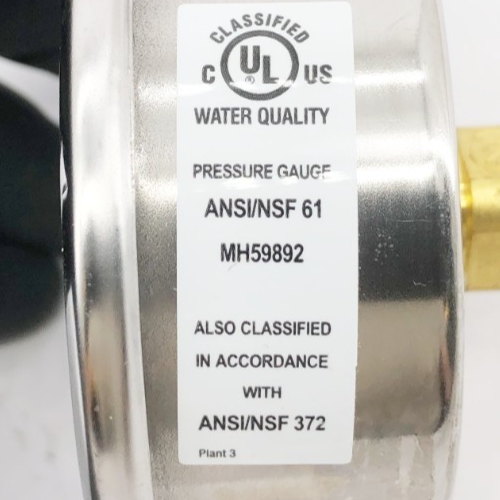 CLASSIFIED
C UL® US
WATER QUALITY
PRESSURE GAUGE
ANSI/NSF 61
MH59892
ALSO CLASSIFIED
IN ACCORDANCE
WITH
ANSI/NSF 372
Plant 3